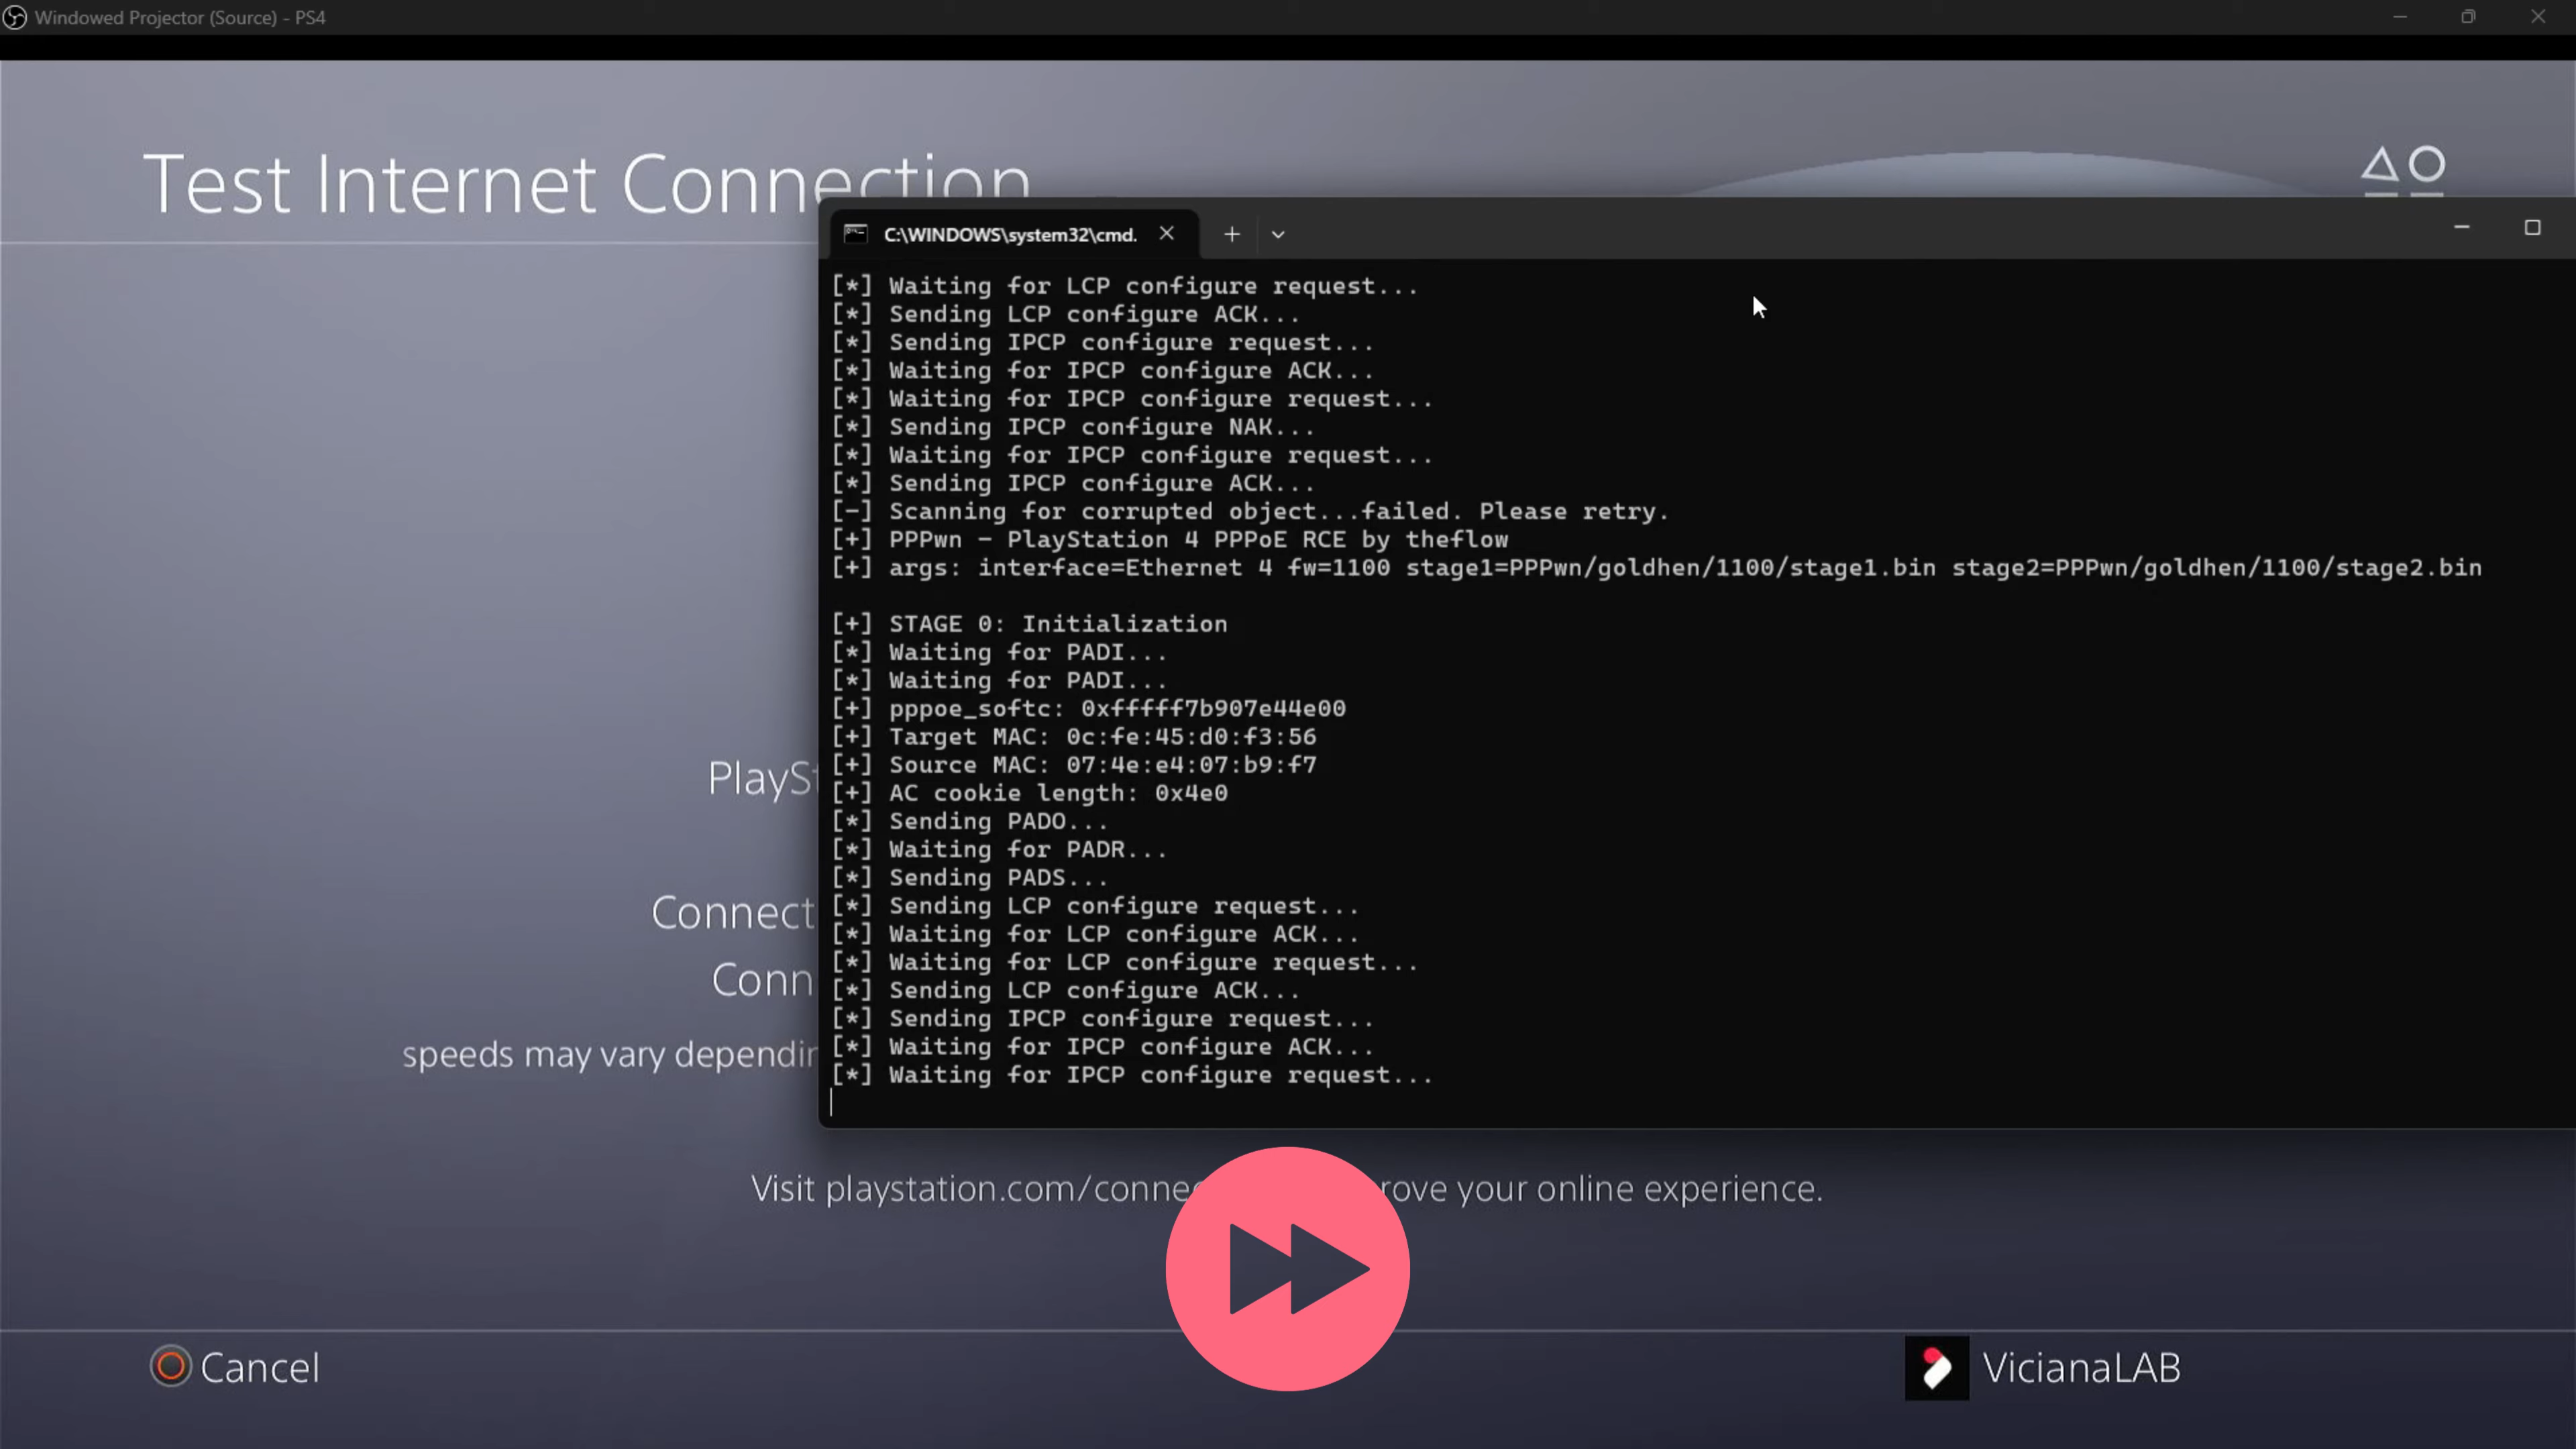 Windowed Projector (Source) - PS4
Test Internet Connection
C:\WINDOWS\system32\cmd.
[*] Waiting for LCP configure request...
[*] Sending LCP configure ACK...
[*] Sending IPCP configure request...
[*] Waiting for IPCP configure ACK...
[*] Waiting for IPCP configure request...
[*] Sending IPCP configure NAK...
[*] Waiting for IPCP configure request...
[*] Sending IPCP configure ACK...
[-] Scanning for corrupted object...failed. Please retry.
[+] PPPwn - PlayStation 4 PPPoE RCE by theflow
[+] args: interface=Ethernet 4 fw=1100 stage1=PPPwn/goldhen/1100/stage1.bin stage2=PPPwn/goldhen/1100/stage2.bin
[+] STAGE 0: Initialization
[*] Waiting for PADI...
[*] Waiting for PADI...
[+] pppoe_softc: 0xfffff7b907e44e00
[+] Target MAC: 0c:fe:45:d0:f3:56
[+] Source MAC: 07:4e:e4:07:b9:f7
[+] AC cookie length: 0x4e0
[*] Sending PADO...
[*] Waiting for PADR...
[*] Sending PADS...
[*] Sending LCP configure request...
[*] Waiting for LCP configure ACK...
[*] Waiting for LCP configure request...
[*] Sending LCP configure ACK...
[*] Sending IPCP configure request...
[*] Waiting for IPCP configure ACK...
[*] Waiting for IPCP configure request...
PlaySt
Connect
Conn
speeds may vary dependin
Visit playstation.com/connec rove your online experience.
Cancel
VicianaLAB